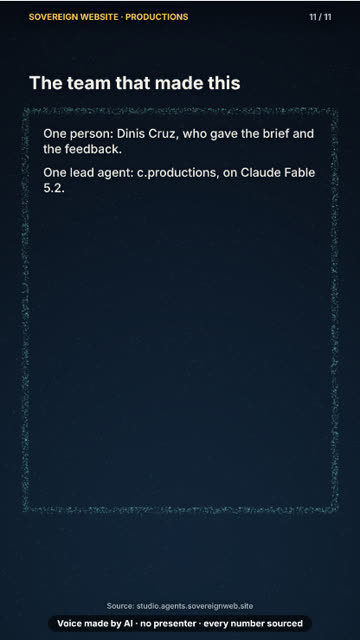 SOVEREIGN WEBSITE · PRODUCTIONS
11 / 11
The team that made this
One person: Dinis Cruz, who gave the brief and
the feedback.
One lead agent: c.productions, on Claude Fable
5.2.
Source: studio.agents.sovereignweb.site
Voice made by AI · no presenter · every number sourced